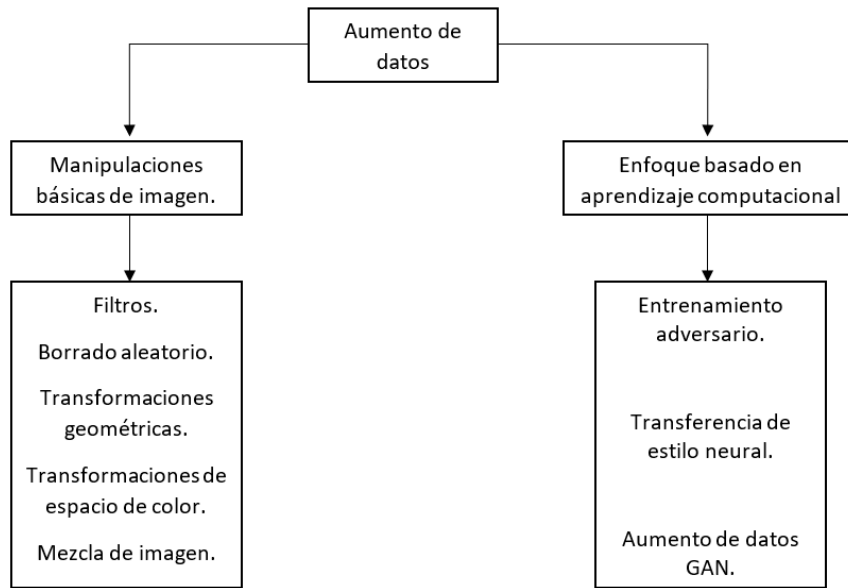 Aumento de
datos
Manipulaciones
básicas de imagen.
Enfoque basado en
aprendizaje computacional
Filtros.
Borrado aleatorio.
Transformaciones
geométricas.
Transformaciones de
espacio de color.
Mezcla de imagen.
Entrenamiento
adversario.
Transferencia de
estilo neural.
Aumento de datos
GAN.